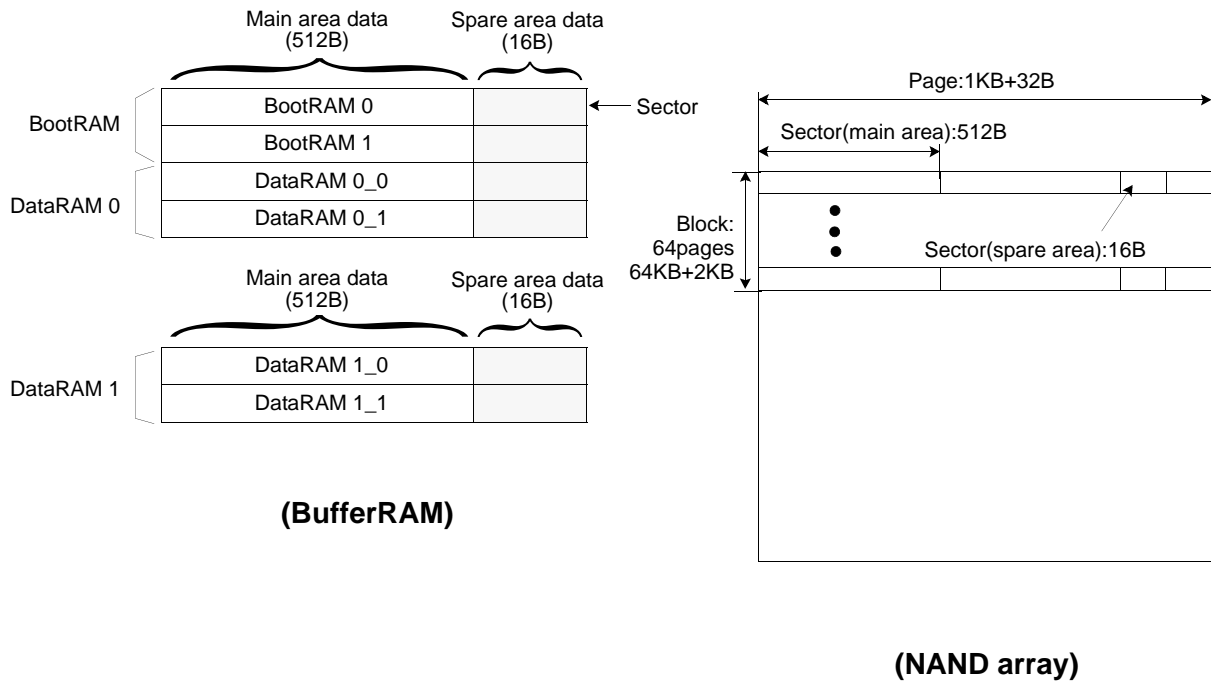 Main area data
(512B)
Spare area data
(16B)
BootRAM
BootRAM 0
Sector
BootRAM 1
DataRAM 0
DataRAM 0_0
DataRAM 0_1
Main area data
(512B)
Spare area data
(16B)
DataRAM 1
DataRAM 1_0
DataRAM 1_1
(BufferRAM)
Page:1KB+32B
Sector(main area):512B
Block:
64pages
64KB+2KB
Sector(spare area):16B
(NAND array)